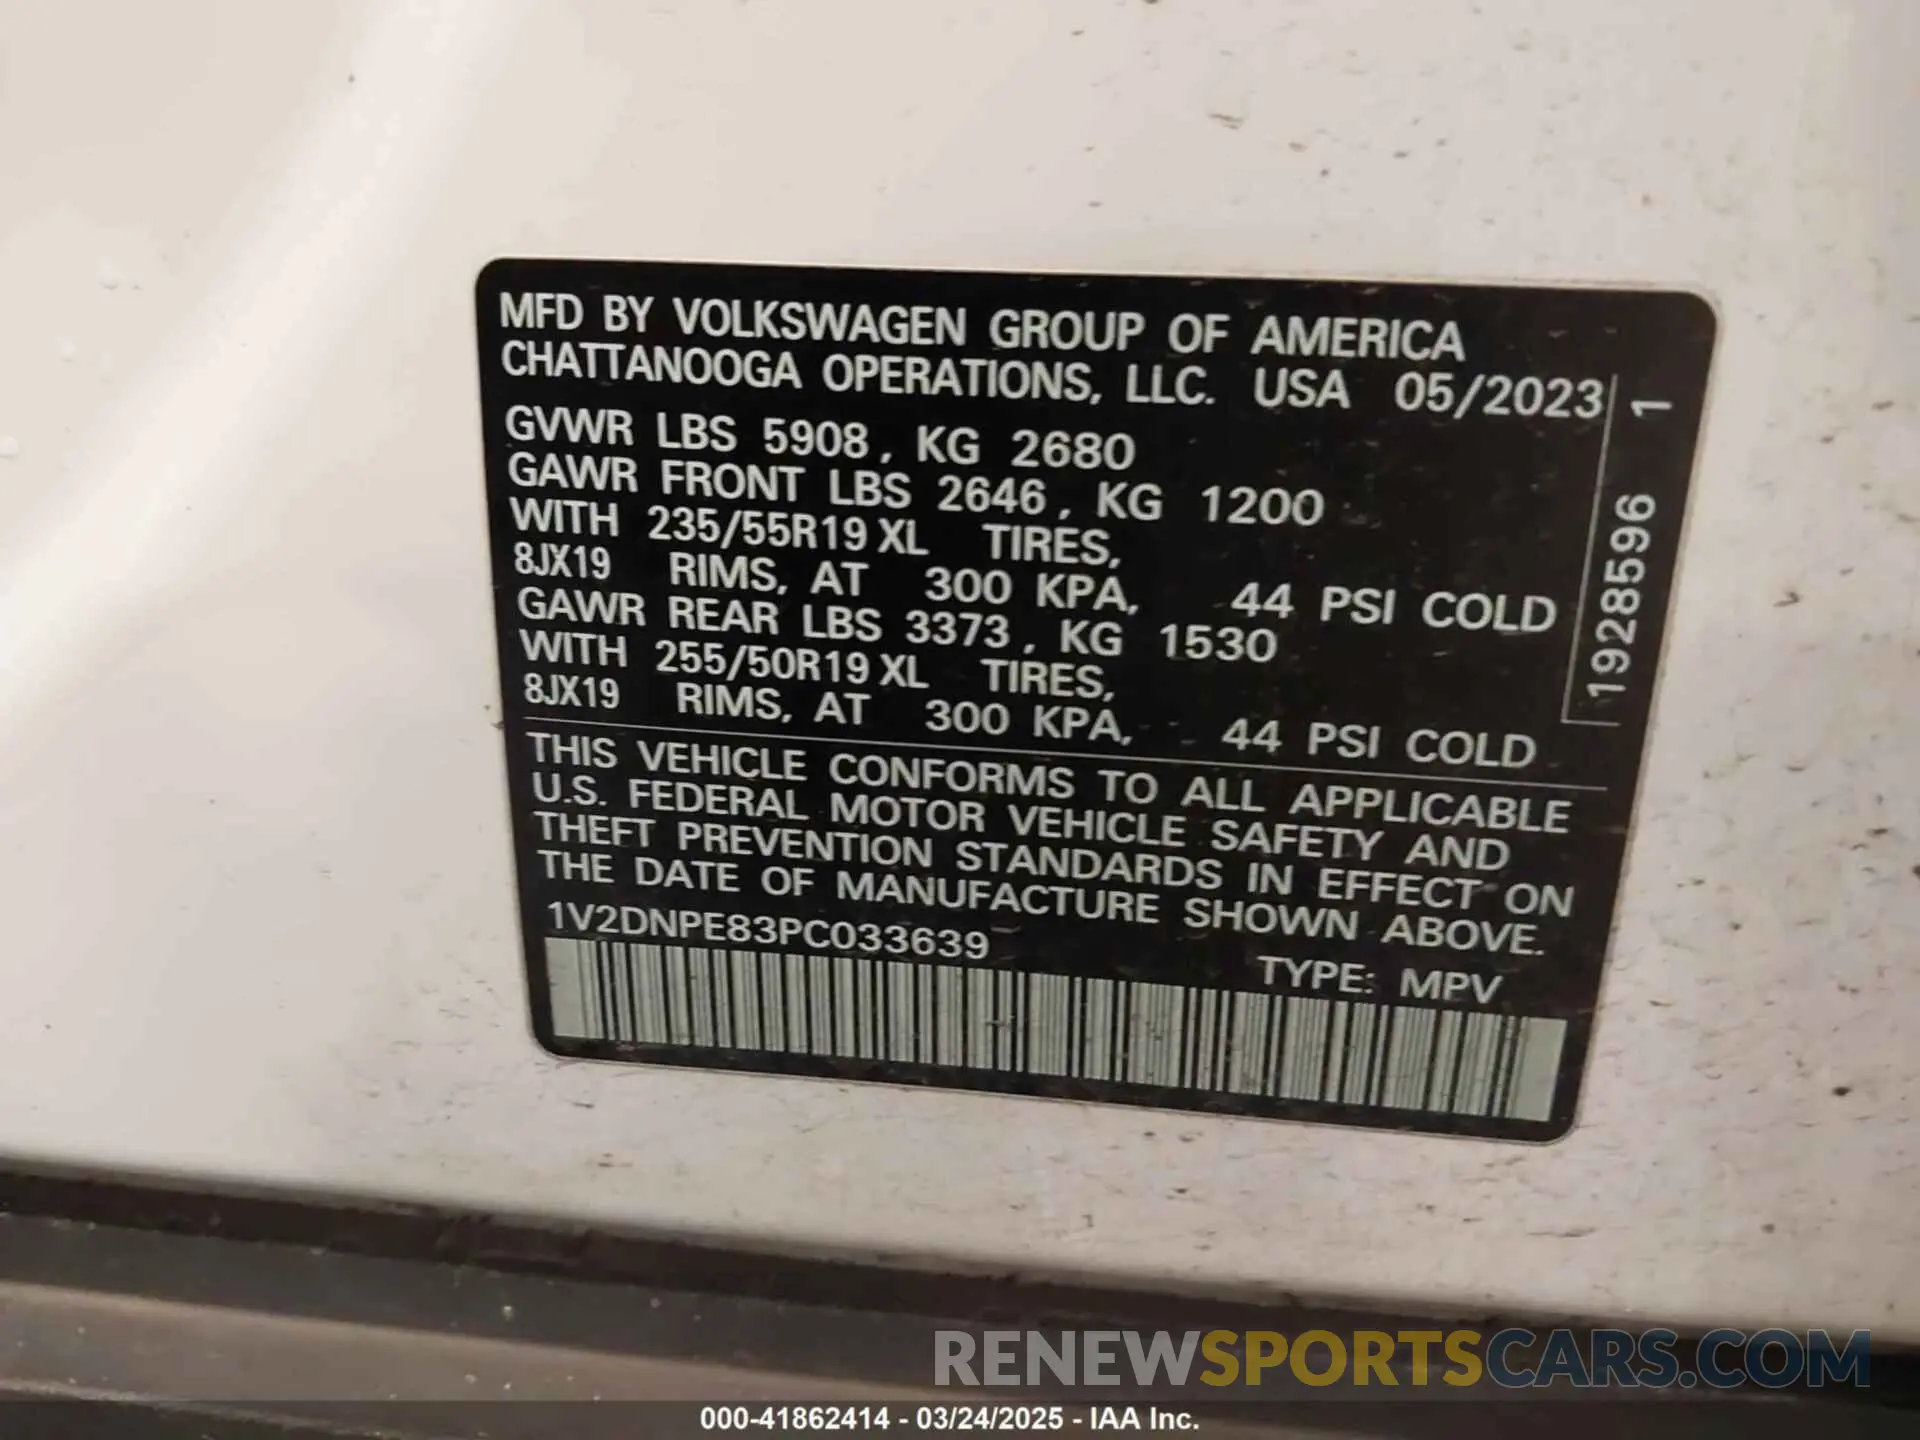 MFD BY VOLKSWAGEN GROUP OF AMERICA
CHATTANOOGA OPERATIONS, LLC. USA 05/2023
GVWR LBS 5908, KG 2680
GAWR FRONT LBS 2646, KG 1200
WITH 235/55R19 XL TIRES,
8JX19 RIMS, AT 300 KPA, 44 PSI COLD
GAWR REAR LBS 3373, KG 1530
WITH 255/50R19 XL TIRES,
8JX19 RIMS, AT 300 KPA, 44 PSI COLD
1928596 1
THIS VEHICLE CONFORMS TO ALL APPLICABLE
U.S. FEDERAL MOTOR VEHICLE SAFETY AND
THEFT PREVENTION STANDARDS IN EFFECT ON
THE DATE OF MANUFACTURE SHOWN ABOVE.
1V2DNPE83PC033639
TYPE: MPV
RENEWSPORTSCARS.COM
000-41862414 - 03/24/2025 - IAA Inc.